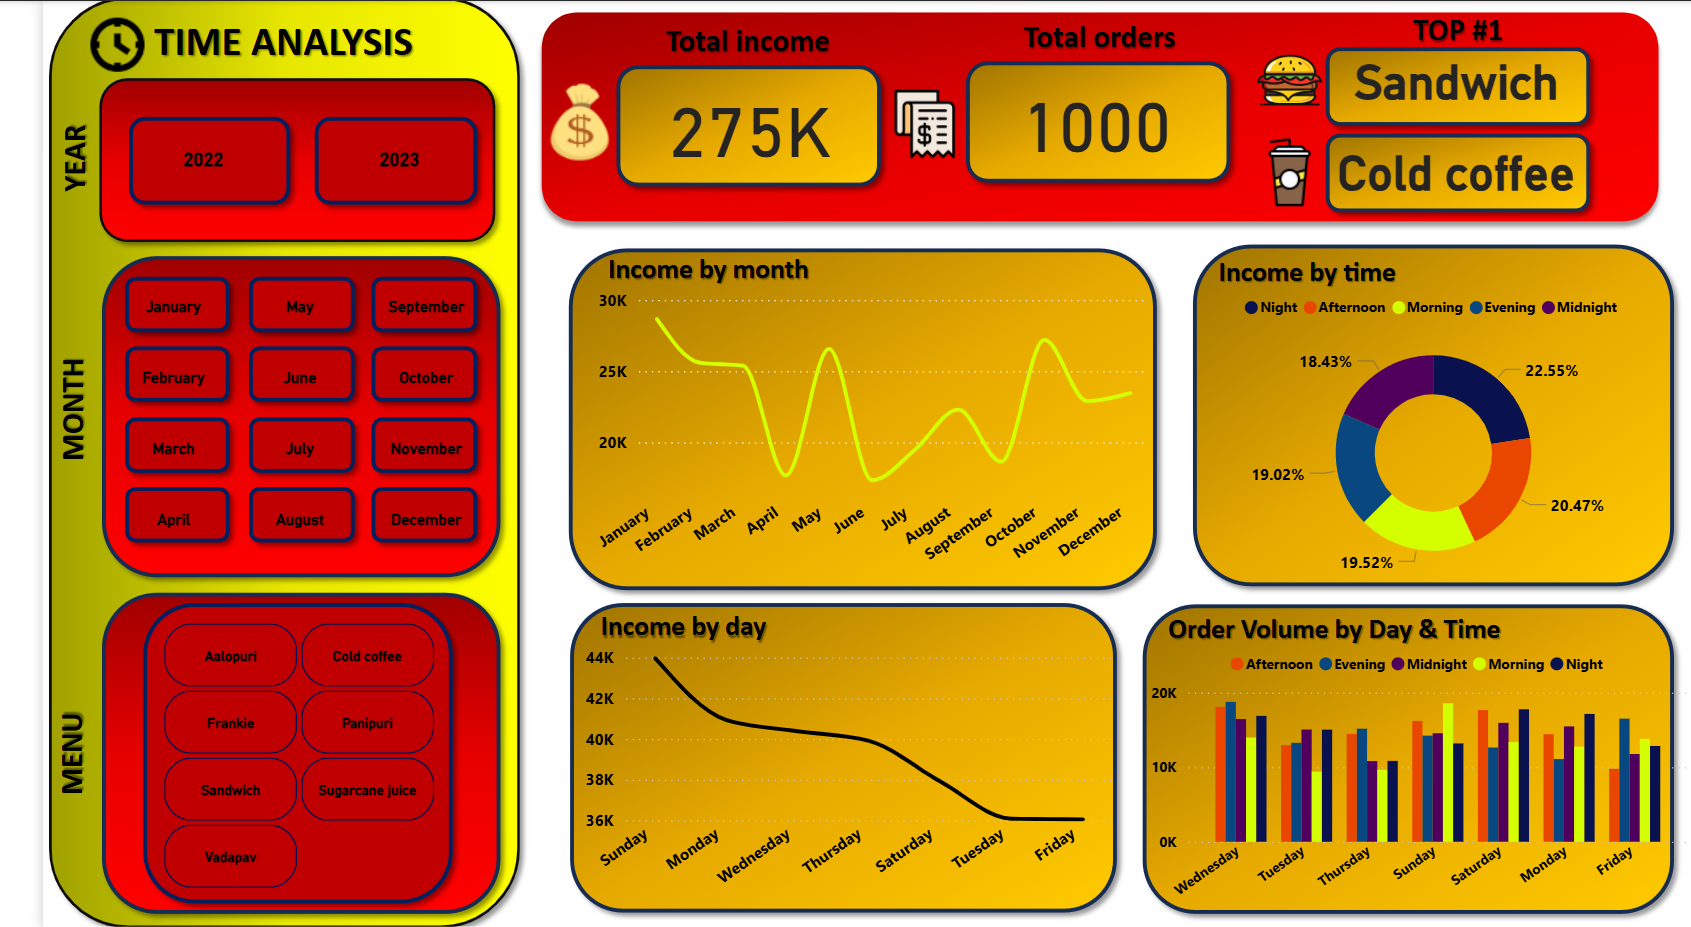 TIME ANALYSIS
YEAR
2022 2023
MONTH
January May September
February June October
March July November
April August December
MENU
Aalopuri Cold coffee
Frankie Panipuri
Sandwich Sugarcane juice
Vadapav
Total income
$
275K
Total orders
$
1000
TOP #1
Sandwich
Cold coffee
Income by month
30K
25K
20K
January February March April May June July August September October November December
Income by time
Night Afternoon Morning Evening Midnight
18.43%
22.55%
19.02%
20.47%
19.52%
Income by day
44K
42K
40K
38K
36K
Sunday Monday Wednesday Thursday Saturday Tuesday Friday
Order Volume by Day & Time
Afternoon Evening Midnight Morning Night
20K
10K
0K
Wednesday Tuesday Thursday Sunday Saturday Monday Friday